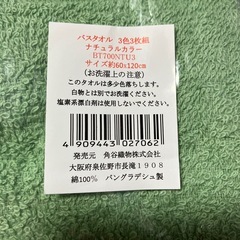 バスタオル 3色3枚組
ナチュラルカラー
BT700NTU3
サイズ約60x120cm
（お洗濯上の注意）
このタオルは多少色落ちします。
白物とは別でお洗濯ください。
塩素系漂白剤は使用しないで下さい。
4 909443 027062
発売元 角谷織物株式会社
大阪府泉佐野市長滝1908
綿100% バングラデシュ製